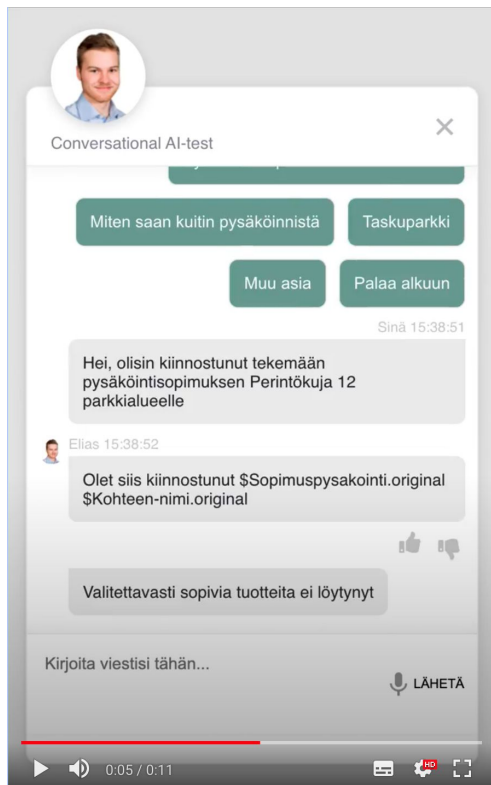 Conversational AI-test
Miten saan kuitin pysäköinnistä
Taskuparkki
Muu asia
Palaa alkuun
Sinä 15:38:51
Hei, olisin kiinnostunut tekemään
pysäköintisopimuksen Perintökuja 12
parkkialueelle
Elias 15:38:52
Olet siis kiinnostunut $Sopimuspysakointi.original
$Kohteen-nimi.original
Valitettavasti sopivia tuotteita ei löytynyt
Kirjoita viestisi tähän...
LÄHETÄ
0:05 / 0:11
HD